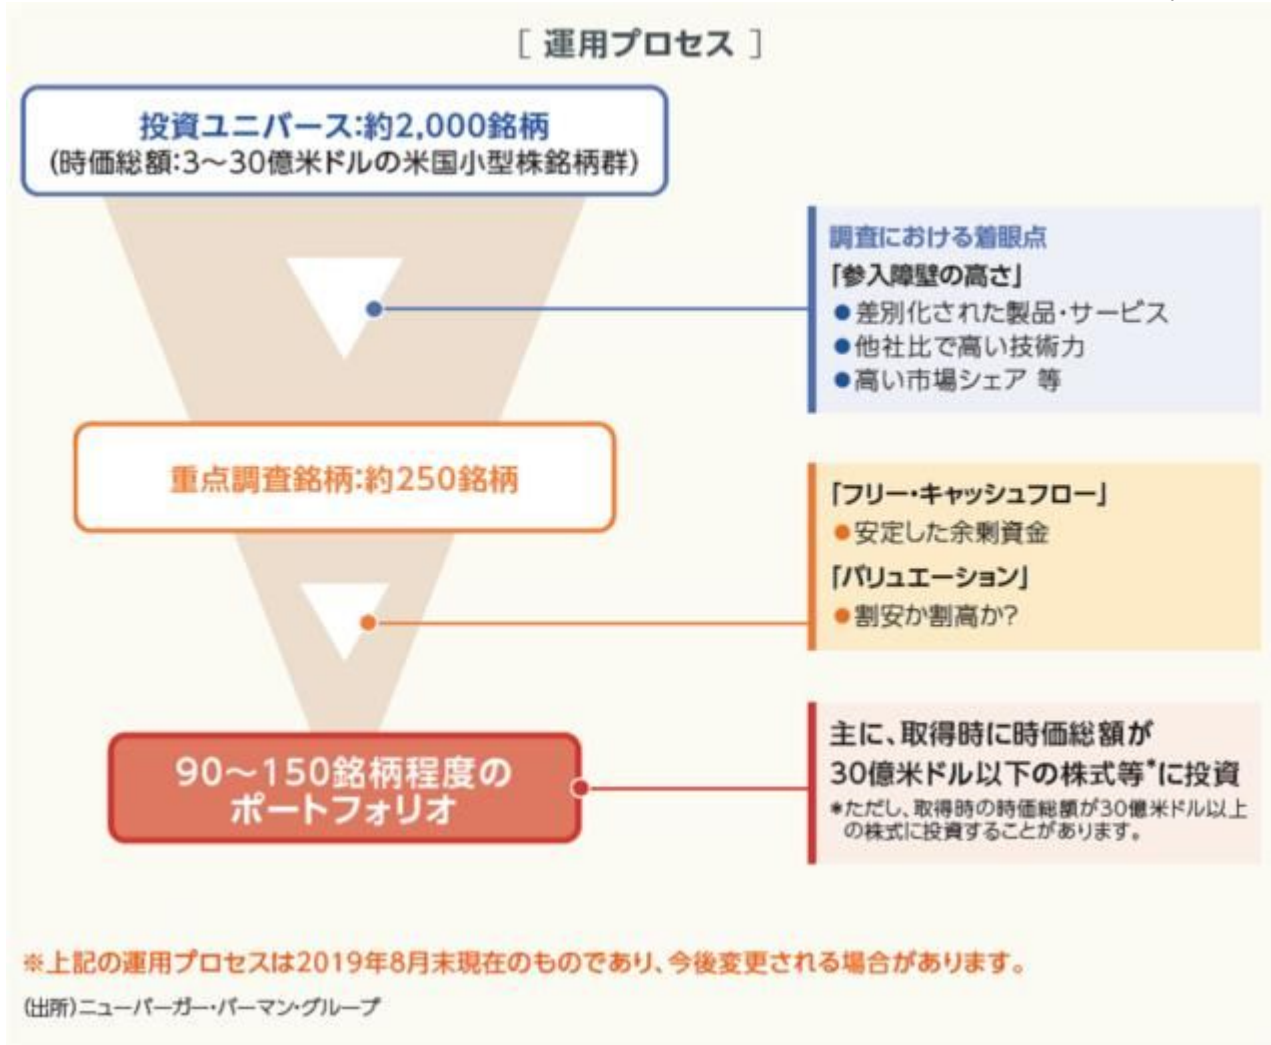 [ 運用プロセス ]
投資ユニバース:約2,000銘柄
(時価総額:3～30億米ドルの米国小型株銘柄群)
調査における着眼点
「参入障壁の高さ」
●差別化された製品・サービス
●他社比で高い技術力
●高い市場シェア 等
重点調査銘柄:約250銘柄
「フリー・キャッシュフロー」
●安定した余剰資金
「バリュエーション」
●割安か割高か?
90～150銘柄程度の
ポートフォリオ
主に、取得時に時価総額が
30億米ドル以下の株式等*に投資
*ただし、取得時の時価総額が30億米ドル以上
の株式に投資することがあります。
※上記の運用プロセスは2019年8月末現在のものであり、今後変更される場合があります。
(出所)ニューバーガー・バーマン・グループ